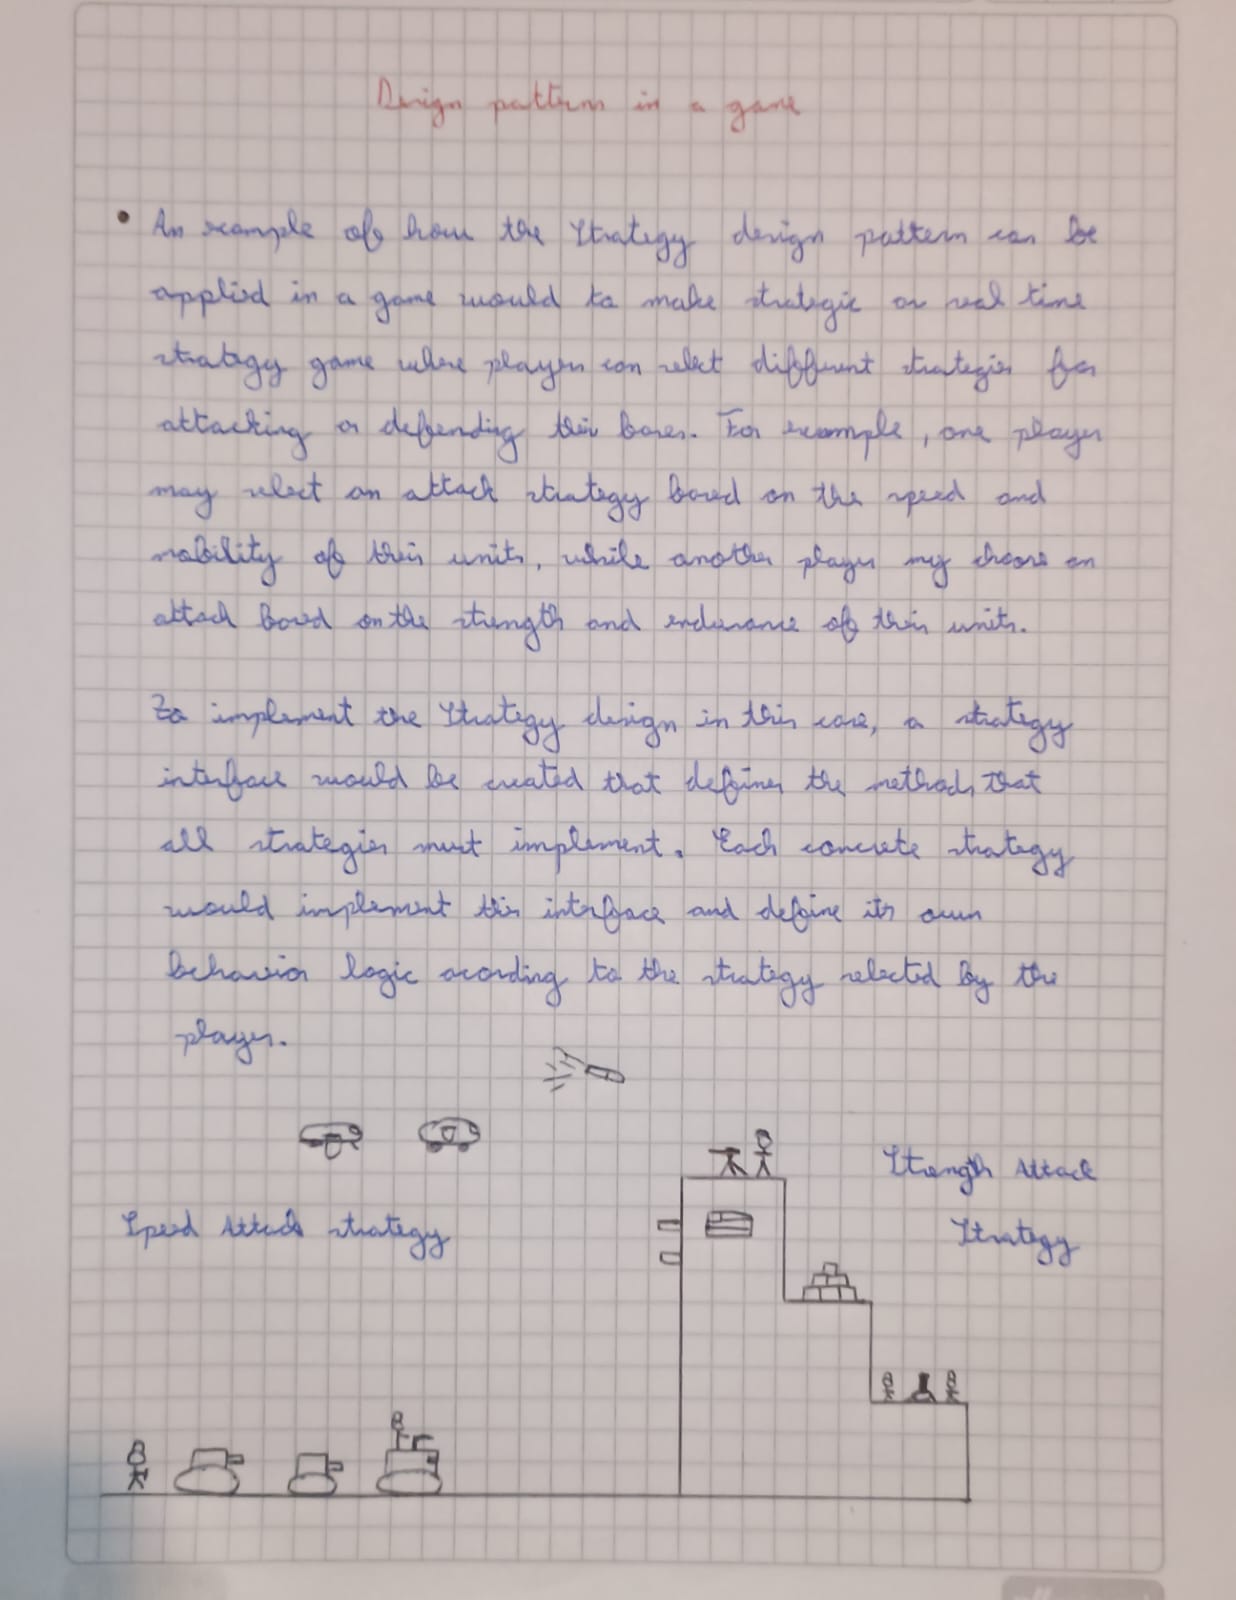 Design pattern in a game
• An example of how the Strategy design pattern can be
applied in a game would to make strategic or real time
strategy game where player can select different strategies for
attacking or defending their bases. For example, one player
may select an attack strategy based on the speed and
mobility of their units, while another player my choose an
attack based on the strength and endurance of their units.
To implement the Strategy design in this case, a strategy
interface would be created that defines the methods that
all strategies must implement. Each concrete strategy
would implement this interface and define its own
behavior logic acording to the strategy selected by the
player.
Strength Attack
Strategy
Speed Attack strategy